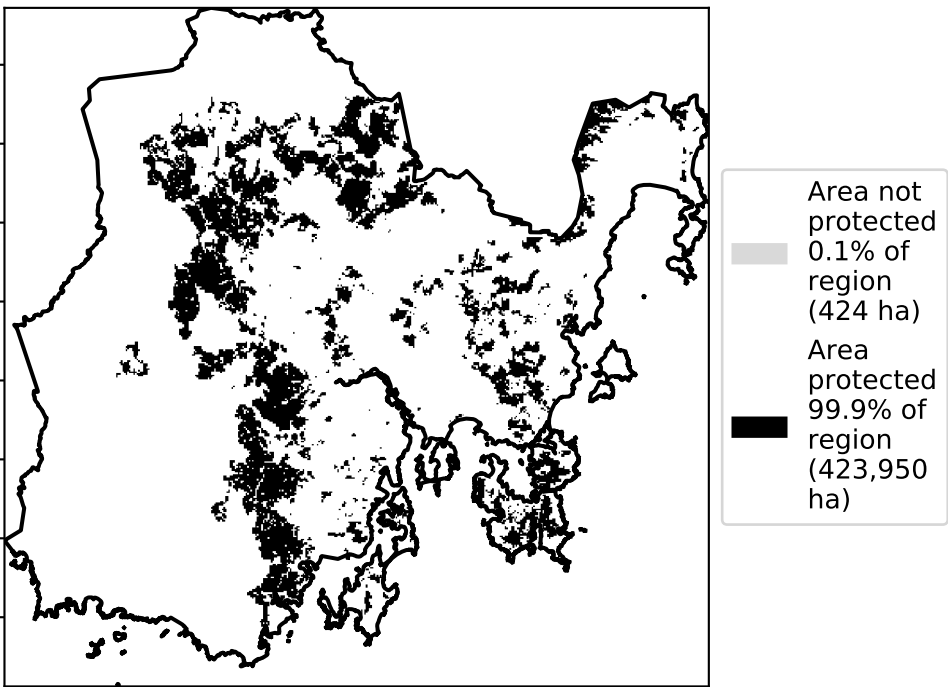 Area not
protected
0.1% of
region
(424 ha)
Area
protected
99.9% of
region
(423,950
ha)